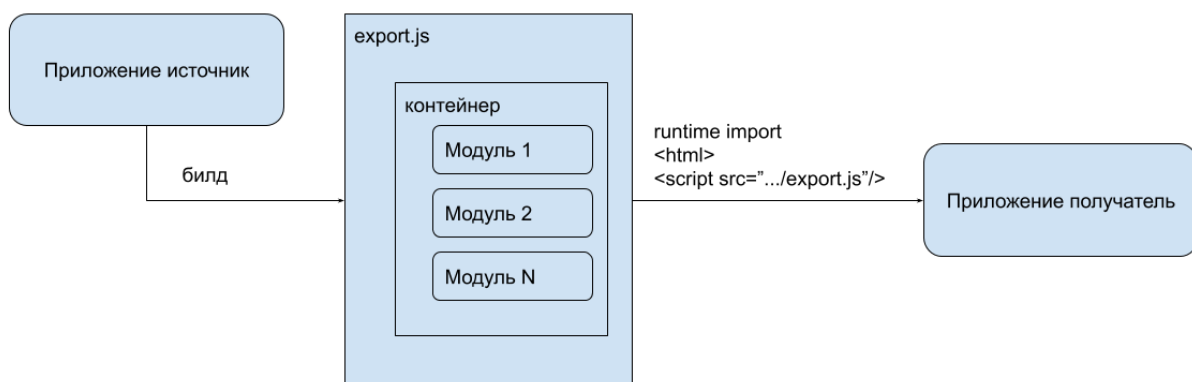 Приложение источник
билд
export.js
контейнер
Модуль 1
Модуль 2
Модуль N
runtime import
<html>
<script src=”.../export.js”/>
Приложение получатель